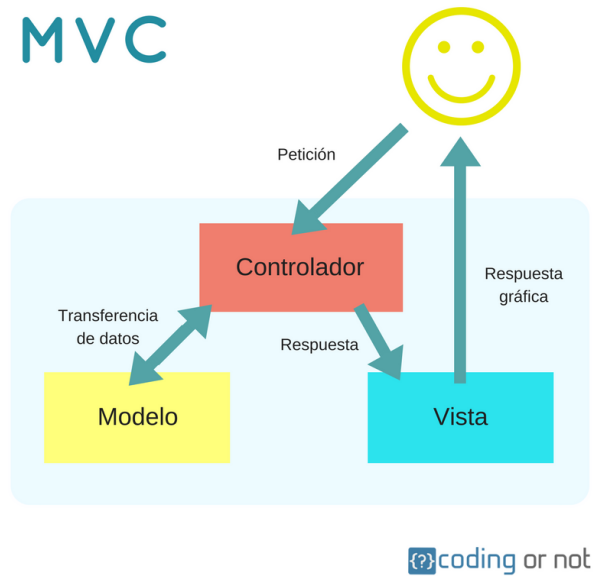 MVC
Petición
Controlador
Respuesta
gráfica
Transferencia
de datos
Respuesta
Modelo
Vista
{?} coding or not